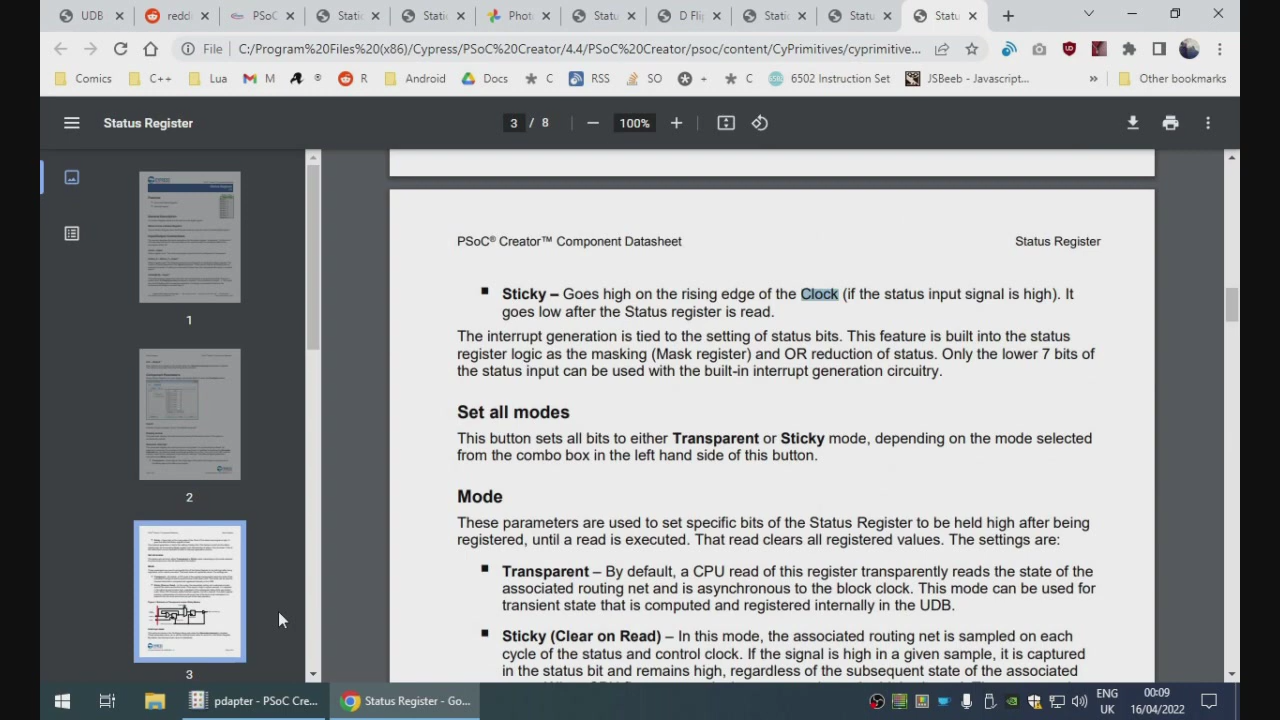 UDB
reddi
PSoC
Static
Static
Phot
Statu
D Flip
Static
Statu
Statu
File
C:/Program%20Files%20(x86)/Cypress/PSoC%20Creator/4.4/PSoC%20Creator/psoc/content/CyPrimitives/cyprimitive...
Comics
C++
Lua
M
®
R
Android
Docs
C
RSS
SO
+
C
6502 Instruction Set
JSBeeb - Javascript...
»
Other bookmarks
Status Register
3 / 8
100%
1
2
3
PSoC® Creator™ Component Datasheet
Status Register
Sticky – Goes high on the rising edge of the Clock (if the status input signal is high). It
goes low after the Status register is read.
The interrupt generation is tied to the setting of status bits. This feature is built into the status
register logic as the masking (Mask register) and OR reduction of status. Only the lower 7 bits of
the status input can be used with the built-in interrupt generation circuitry.
Set all modes
This button sets all bits to either Transparent or Sticky mode, depending on the mode selected
from the combo box in the left hand side of this button.
Mode
These parameters are used to set specific bits of the Status Register to be held high after being
registered, until a read is executed. That read clears all registered values. The settings are:
Transparent – By default, a CPU read of this register transparently reads the state of the
associated routing net and is asynchronous to the block clock. This mode can be used for
transient state that is computed and registered internally in the UDB.
Sticky (Clear on Read) – In this mode, the associated routing net is sampled on each
cycle of the status and control clock. If the signal is high in a given sample, it is captured
in the status bit and remains high, regardless of the subsequent state of the associated
pdapter - PSoC Cre...
Status Register - Go...
ENG
UK
00:09
16/04/2022